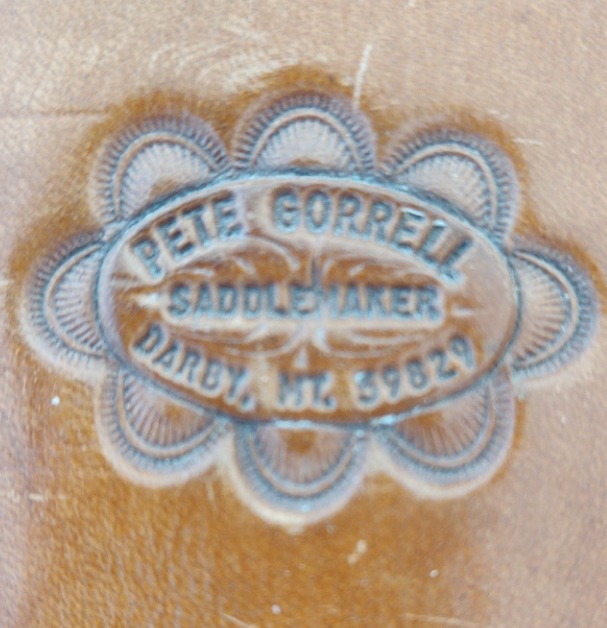 PETE GORRELL
SADDLEMAKER
DARBY, MT. 59829